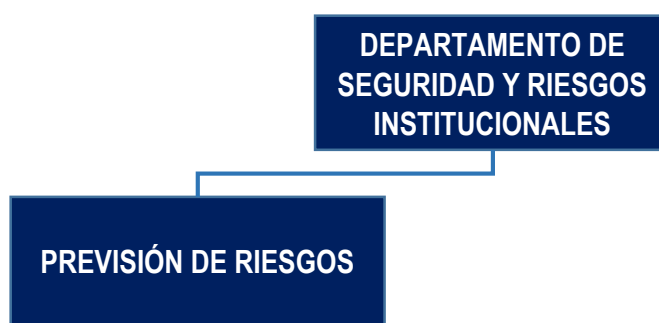 DEPARTAMENTO DE
SEGURIDAD Y RIESGOS
INSTITUCIONALES
PREVISIÓN DE RIESGOS